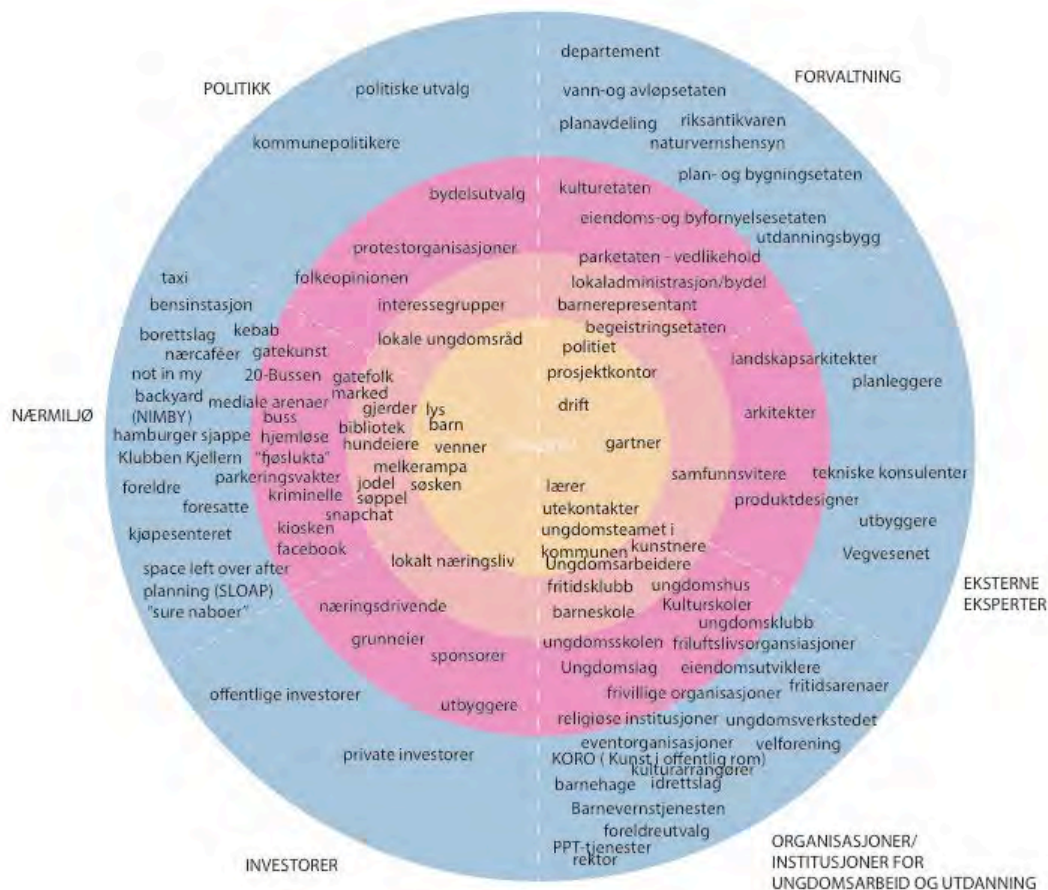 POLITIKK
politiske utvalg
kommunepolitikere
bydelsutvalg
protestorganisasjoner
folkeopinionen
interessegrupper
lokale ungdomsråd
FORVALTNING
departement
vann-og avløpsetaten
planavdeling
riksantikvaren
naturvernshensyn
plan- og bygningsetaten
kulturetaten
eiendoms-og byfornyelsesetaten
utdanningsbygg
parketaten - vedlikehold
lokaladministrasjon/bydel
barnerepresentant
begeistringsetaten
politiet
prosjektkontor
drift
gartner
landskapsarkitekter
planleggere
arkitekter
samfunnsvitere
tekniske konsulenter
produktdesigner
utbyggere
Vegvesenet
EKSTERNE
EKSPERTER
NÆRMILJØ
taxi
bensinstasjon
borettslag
kebab
nærcaféer
gatekunst
not in my
backyard
(NIMBY)
20-Bussen
gatefolk
marked
mediale arenaer
gjerder
lys
buss
bibliotek
barn
hamburger sjappe
hjemløse
hundeiere
venner
Klubben Kjellern
"fjøslukta"
melkerampa
parkeringsvakter
jodel
søsken
foreldre
kriminelle
søppel
foresatte
snapchat
kjøpesenteret
kiosken
facebook
space left over after
planning (SLOAP)
"sure naboer"
lokalt næringsliv
næringsdrivende
grunneier
sponsorer
offentlige investorer
utbyggere
private investorer
INVESTORER
lærer
utekontakter
ungdomsteamet i
kommunen
kunstnere
Ungdomsarbeidere
fritidsklubb
ungdomshus
barneskole
Kulturskoler
ungdomsklubb
ungdomsskolen
friluftslivsorgansiasjoner
Ungdomslag
eiendomsutviklere
frivillige organisasjoner
fritidsarenaer
religiøse institusjoner
ungdomsverkstedet
eventorganisasjoner
velforening
KORO ( Kunst i offentlig rom)
kulturarrangører
barnehage
idrettslag
Barnevernstjenesten
foreldreutvalg
PPT-tjenester
rektor
ORGANISASJONER/
INSTITUSJONER FOR
UNGDOMSARBEID OG UTDANNING